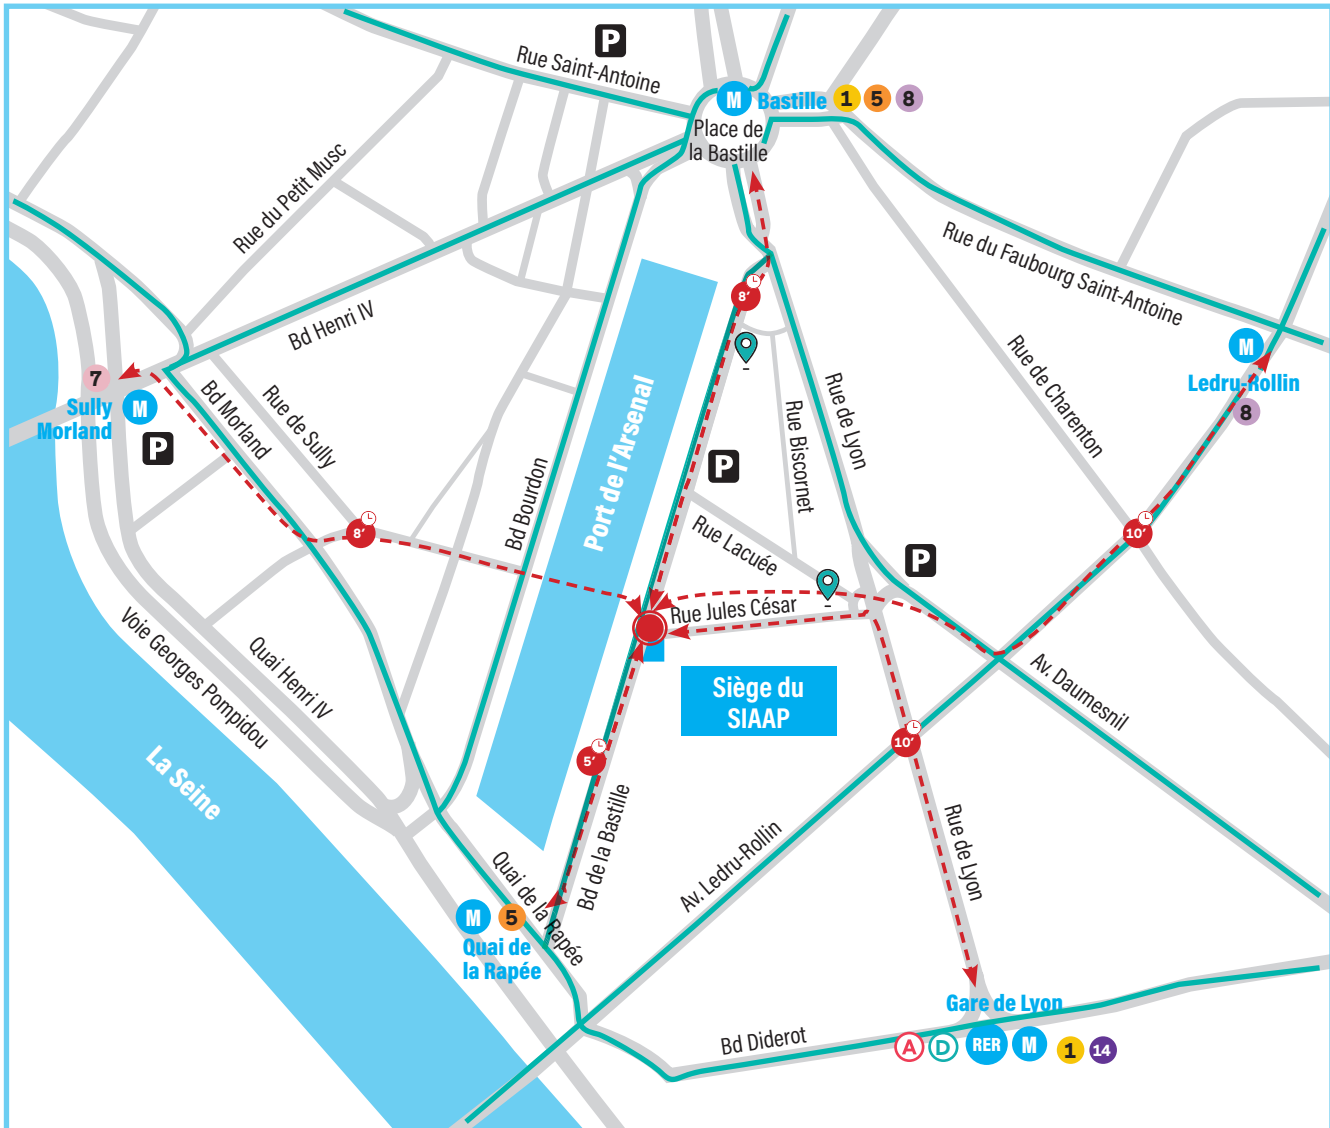 P
Rue Saint-Antoine
M Bastille 1 5 8
Place de
la Bastille
Rue du Petit Musc
Rue du Faubourg Saint-Antoine
Bd Henri IV
8'
Rue de Charenton
M
Ledru-Rollin
8
7
Sully
Morland
M
P
Bd Morland
Rue de Sully
Port de l'Arsenal
Rue de Lyon
Rue Biscornet
P
Bd Bourdon
8'
Rue Lacuée
10'
P
Rue Jules César
Voie Georges Pompidou
Quai Henri IV
Siège du
SIAAP
Av. Daumesnil
La Seine
5'
10'
Bd de la Bastille
Av. Ledru-Rollin
Rue de Lyon
Quai de la Rapée
M 5
Quai de
la Rapée
Gare de Lyon
Bd Diderot
A D RER M 1 14